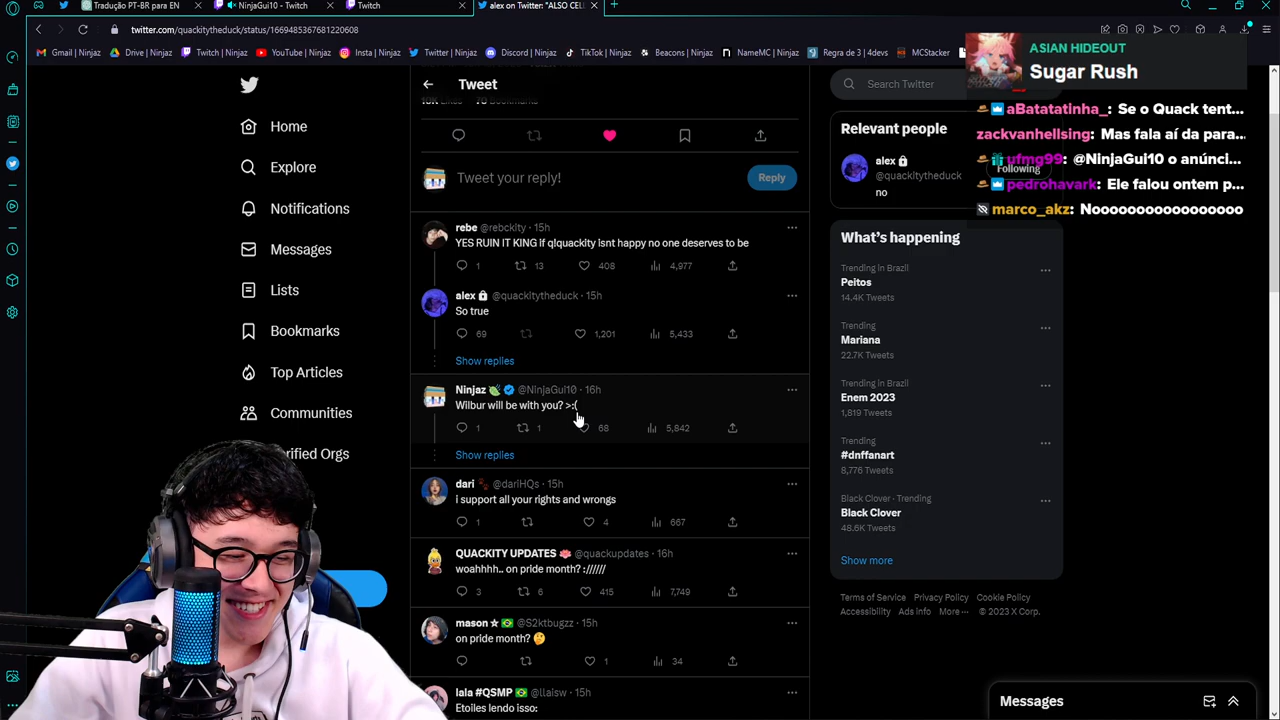 Tradução PT-BR para EN
NinjaGui10 - Twitch
Twitch
alex on Twitter: "ALSO CELL
twitter.com/quackitytheduck/status/1669485367681220608
Gmail | Ninjaz
Drive | Ninjaz
Twitch | Ninjaz
YouTube | Ninjaz
Insta | Ninjaz
Twitter | Ninjaz
Discord | Ninjaz
TikTok | Ninjaz
Beacons | Ninjaz
NameMC | Ninjaz
Regra de 3 | 4devs
MCStacker
ASIAN HIDEOUT
Sugar Rush
aBatatatinha_: Se o Quack tent...
zackvanhellsing: Mas fala aí da para...
ufmg99: @NinjaGui10 o anúnci...
pedrohavark: Ele falou ontem p...
marco_akz: Nooooooooooooooooo
Home
Explore
Notifications
Messages
Lists
Bookmarks
Top Articles
Communities
rified Orgs
Tweet
Likes
Bookmarks
Tweet your reply!
Reply
rebe @rebcklty · 15h
YES RUIN IT KING if qlquackity isnt happy no one deserves to be
1 13 408 4,977
alex @quackitytheduck · 15h
So true
69 1,201 5,433
Show replies
Ninjaz @NinjaGui10 · 16h
Wilbur will be with you? >:(
1 1 68 5,842
Show replies
dari @darlHQs · 15h
i support all your rights and wrongs
1 4 667
QUACKITY UPDATES @quackupdates · 16h
woahhhh.. on pride month? ://////
3 6 415 7,749
mason ★ @S2ktbugzz · 15h
on pride month?
1 34
lala #QSMP @llaisw · 15h
Etoiles lendo isso:
Search Twitter
Relevant people
alex
@quackitytheduck
Following
no
What's happening
Trending in Brazil
Peitos
14.4K Tweets
Trending
Mariana
22.7K Tweets
Trending in Brazil
Enem 2023
1,819 Tweets
Trending
#dnffanart
8,776 Tweets
Black Clover · Trending
Black Clover
48.6K Tweets
Show more
Terms of Service Privacy Policy Cookie Policy
Accessibility Ads info More ··· © 2023 X Corp.
Messages